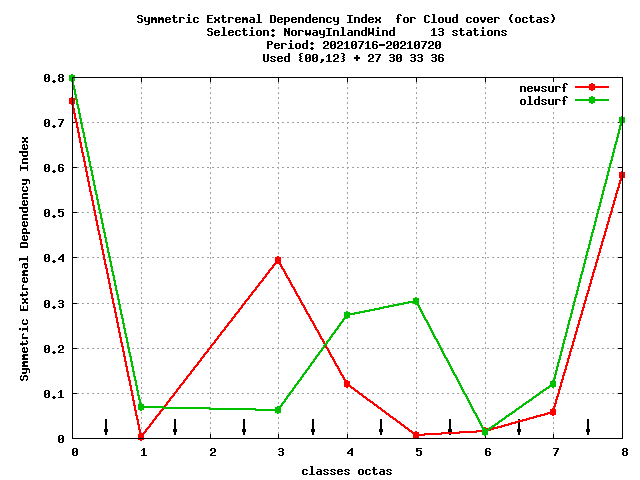 Symmetric Extremal Dependency Index  for Cloud cover (octas)
Selection: NorwayInlandWind     13 stations
Period: 20210716-20210720
Used {00,12} + 27 30 33 36
newsurf
oldsurf
Symmetric Extremal Dependency Index
0.8
0.7
0.6
0.5
0.4
0.3
0.2
0.1
0
0 1 2 3 4 5 6 7 8
classes octas